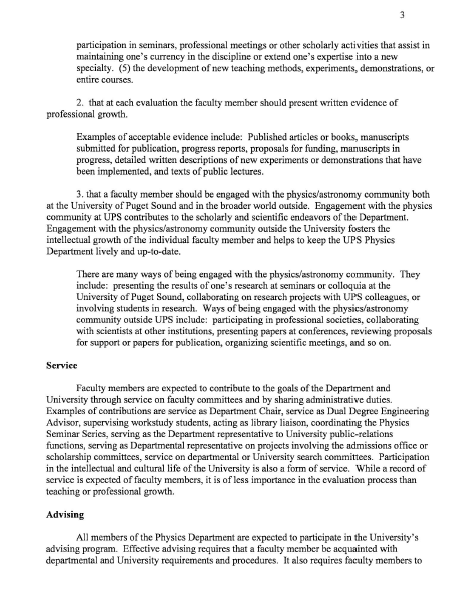 3
participation in seminars, professional meetings or other scholarly activities that assist in
maintaining one's currency in the discipline or extend one's expertise into a new
specialty. (5) the development of new teaching methods, experiments, demonstrations, or
entire courses.
2. that at each evaluation the faculty member should present written evidence of
professional growth.
Examples of acceptable evidence include: Published articles or books, manuscripts
submitted for publication, progress reports, proposals for funding, manuscripts in
progress, detailed written descriptions of new experiments or demonstrations that have
been implemented, and texts of public lectures.
3. that a faculty member should be engaged with the physics/astronomy community both
at the University of Puget Sound and in the broader world outside. Engagement with the physics
community at UPS contributes to the scholarly and scientific endeavors of the Department.
Engagement with the physics/astronomy community outside the University fosters the
intellectual growth of the individual faculty member and helps to keep the UPS Physics
Department lively and up-to-date.
There are many ways of being engaged with the physics/astronomy community. They
include: presenting the results of one's research at seminars or colloquia at the
University of Puget Sound, collaborating on research projects with UPS colleagues, or
involving students in research. Ways of being engaged with the physics/astronomy
community outside UPS include: participating in professional societies, collaborating
with scientists at other institutions, presenting papers at conferences, reviewing proposals
for support or papers for publication, organizing scientific meetings, and so on.
Service
Faculty members are expected to contribute to the goals of the Department and
University through service on faculty committees and by sharing administrative duties.
Examples of contributions are service as Department Chair, service as Dual Degree Engineering
Advisor, supervising workstudy students, acting as library liaison, coordinating the Physics
Seminar Series, serving as the Department representative to University public-relations
functions, serving as Departmental representative on projects involving the admissions office or
scholarship committees, service on departmental or University search committees. Participation
in the intellectual and cultural life of the University is also a form of service. While a record of
service is expected of faculty members, it is of less importance in the evaluation process than
teaching or professional growth.
Advising
All members of the Physics Department are expected to participate in the University's
advising program. Effective advising requires that a faculty member be acquainted with
departmental and University requirements and procedures. It also requires faculty members to